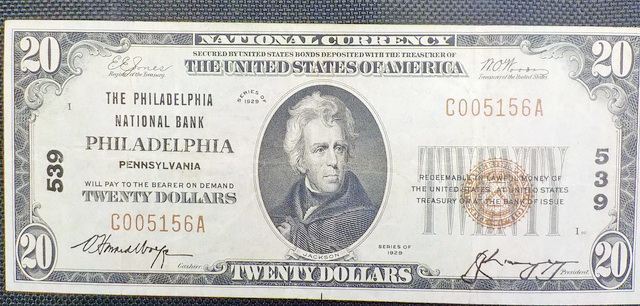 20 NATIONAL CURRENCY 20
SECURED BY UNITED STATES BONDS DEPOSITED WITH THE TREASURER OF
THE UNITED STATES OF AMERICA
E E Jones
Register of the Treasury
W O Woods
Treasurer of the United States
SERIES OF
1929
1
THE PHILADELPHIA
NATIONAL BANK
PHILADELPHIA
PENNSYLVANIA
539
WILL PAY TO THE BEARER ON DEMAND
TWENTY DOLLARS
C005156A
C005156A
TWENTY
REDEEMABLE IN LAWFUL MONEY OF
THE UNITED STATES AT UNITED STATES
TREASURY OR AT THE BANK OF ISSUE
539
1
JACKSON
SERIES OF
1929
Cashier
President
20 TWENTY DOLLARS 20